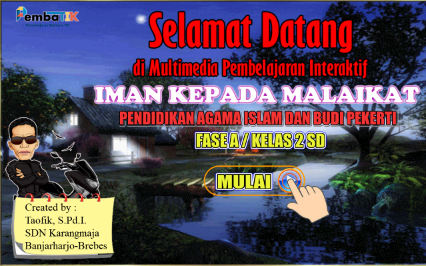 PembaTIK
Selamat Datang
di Multimedia Pembelajaran Interaktif
IMAN KEPADA MALAIKAT
PENDIDIKAN AGAMA ISLAM DAN BUDI PEKERTI
FASE A / KELAS 2 SD
MULAI
Created by :
Taofik, S.Pd.I.
SDN Karangmaja
Banjarharjo-Brebes